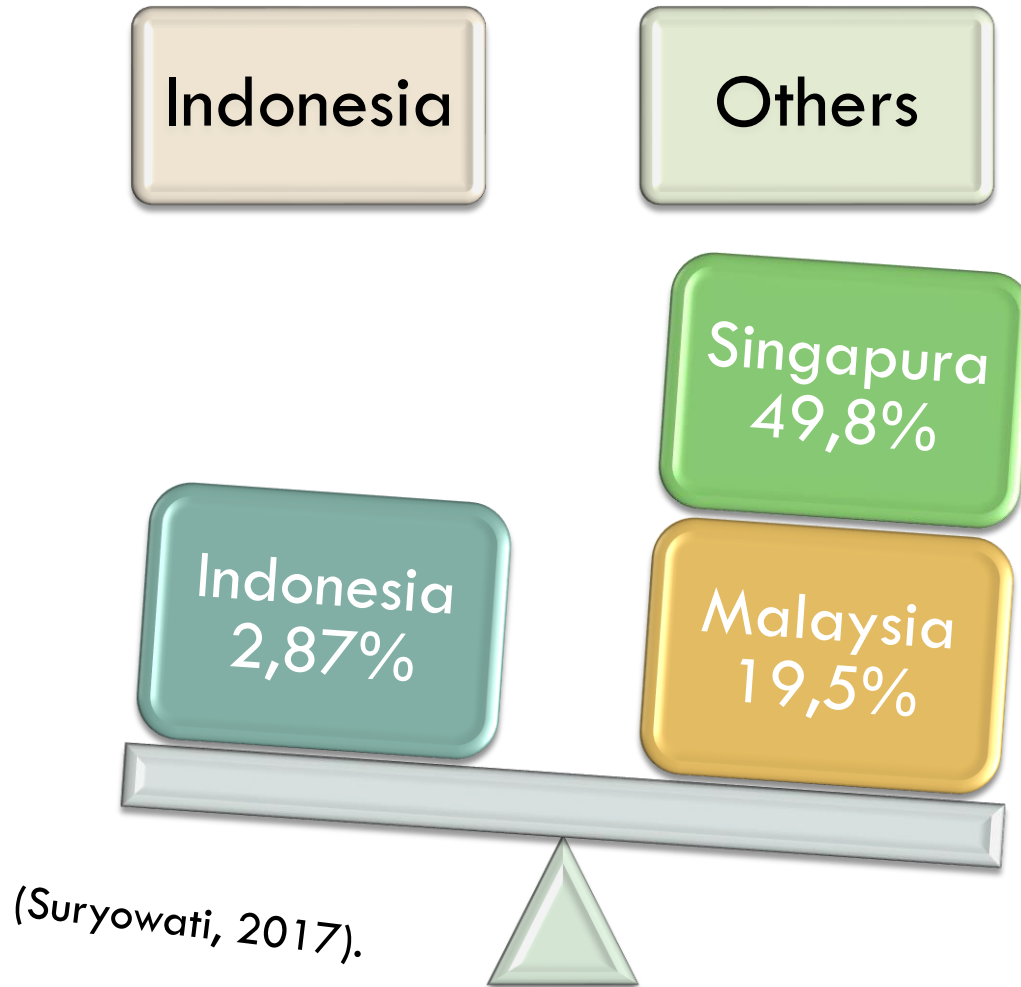 Indonesia
Others
Singapura
49,8%
Indonesia
2,87%
Malaysia
19,5%
(Suryowati, 2017).